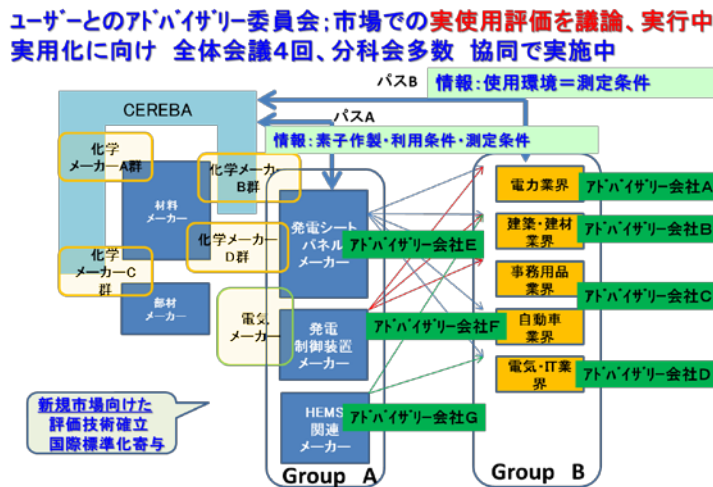 ユーザーとのアドバイザリー委員会;市場での実使用評価を議論、実行中
実用化に向け 全体会議4回、分科会多数 協同で実施中
パスB
情報:使用環境=測定条件
CEREBA
パスA
情報:素子作製・利用条件・測定条件
化学
メーカーA群
化学メーカー
B群
材料
メーカー
化学メーカー
D群
化学
メーカーC
群
部材
メーカー
電気
メーカー
発電シート
パネル
メーカー
アドバイザリー会社E
発電
制御装置
メーカー
アドバイザリー会社F
HEMS
関連
メーカー
アドバイザリー会社G
Group A
電力業界
アドバイザリー会社A
建築・建材
業界
アドバイザリー会社B
事務用品
業界
アドバイザリー会社C
自動車
業界
電気・IT業
界
アドバイザリー会社D
Group B
新規市場向けた
評価技術確立
国際標準化寄与